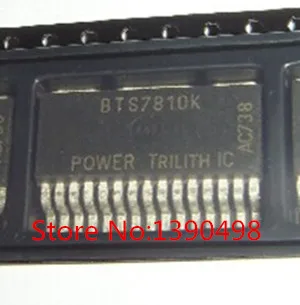 BTS7810K
POWER TRILITH IC
AC738
Store No:1390498